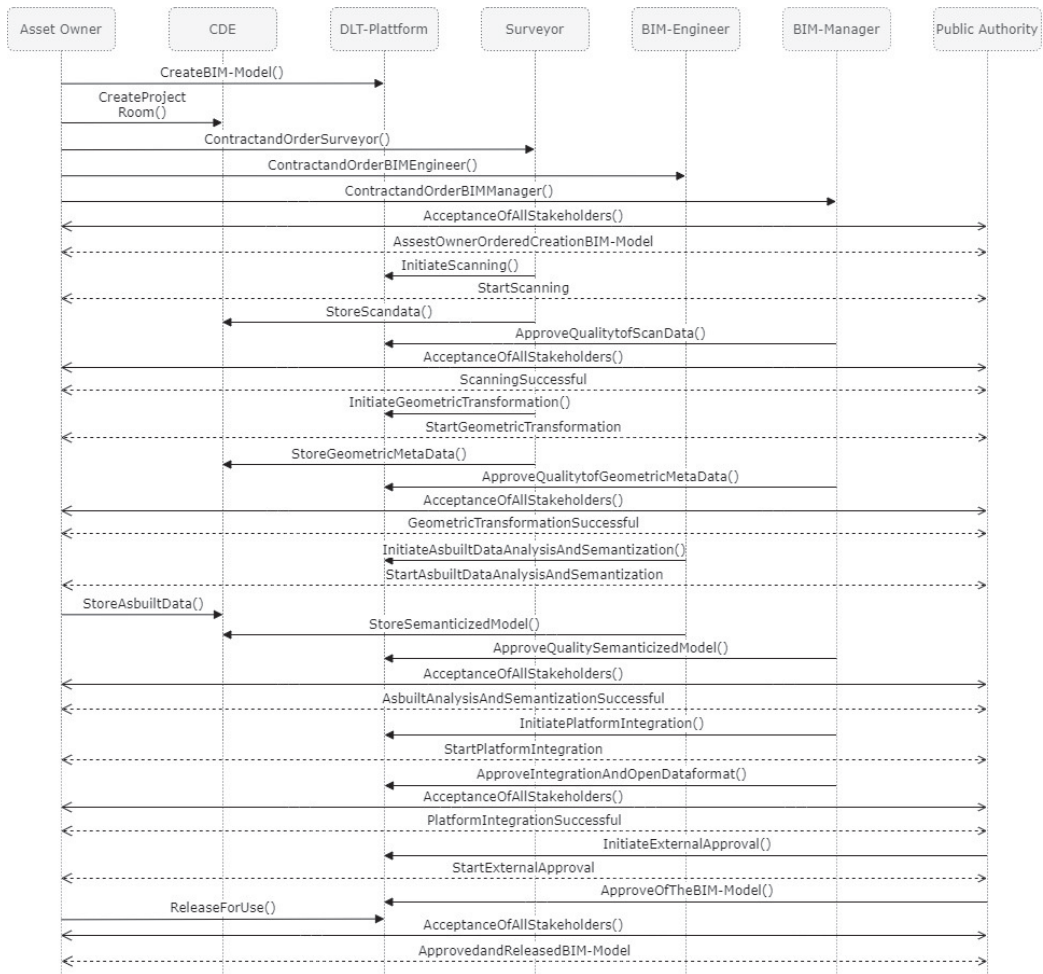 Asset Owner
CDE
DLT-Plattform
Surveyor
BIM-Engineer
BIM-Manager
Public Authority
CreateBIM-Model()
CreateProject
Room()
ContractandOrderSurveyor()
ContractandOrderBIMEngineer()
ContractandOrderBIMManager()
AcceptanceOfAllStakeholders()
AssestOwnerOrderedCreationBIM-Model
InitiateScanning()
StartScanning
StoreScandata()
ApproveQualitytofScanData()
AcceptanceOfAllStakeholders()
ScanningSuccessful
InitiateGeometricTransformation()
StartGeometricTransformation
StoreGeometricMetaData()
ApproveQualitytofGeometricMetaData()
AcceptanceOfAllStakeholders()
GeometricTransformationSuccessful
InitiateAsbuiltDataAnalysisAndSemantization()
StartAsbuiltDataAnalysisAndSemantization
StoreAsbuiltData()
StoreSemanticizedModel()
ApproveQualitySemanticizedModel()
AcceptanceOfAllStakeholders()
AsbuiltAnalysisAndSemantizationSuccessful
InitiatePlatformIntegration()
StartPlatformIntegration
ApproveIntegrationAndOpenDataformat()
AcceptanceOfAllStakeholders()
PlatformIntegrationSuccessful
InitiateExternalApproval()
StartExternalApproval
ApproveOfTheBIM-Model()
ReleaseForUse()
AcceptanceOfAllStakeholders()
ApprovedandReleasedBIM-Model